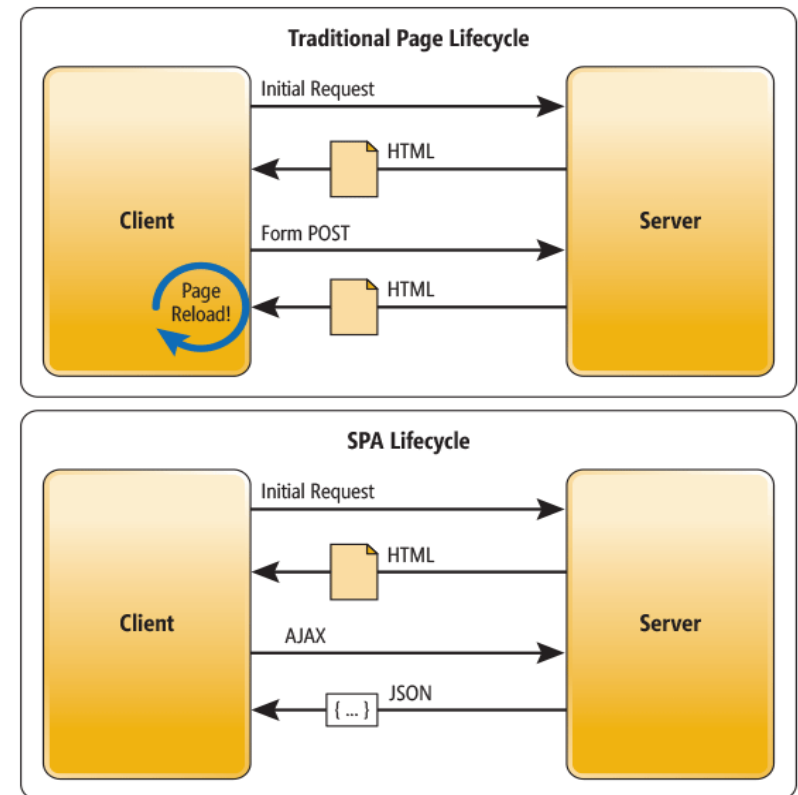 Traditional Page Lifecycle
Initial Request
HTML
Client
Server
Form POST
HTML
Page
Reload!
SPA Lifecycle
Initial Request
HTML
Client
Server
AJAX
JSON
{ ... }